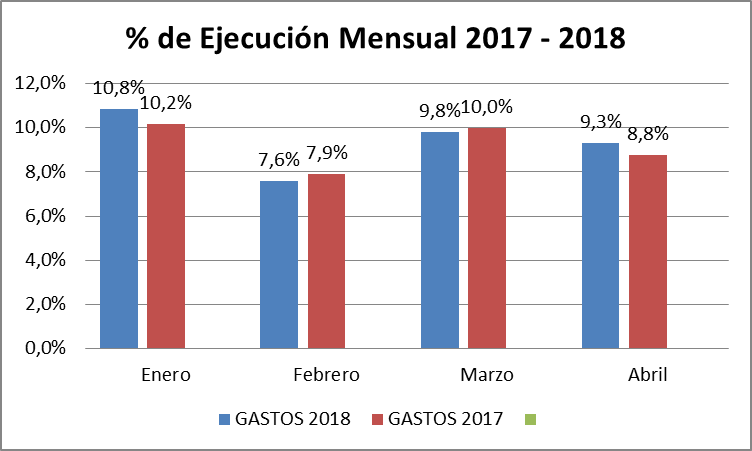 % de Ejecución Mensual 2017 - 2018
12,0%
10,0%
8,0%
6,0%
4,0%
2,0%
0,0%
10,8%
10,2%
7,6%
7,9%
9,8%
10,0%
9,3%
8,8%
Enero
Febrero
Marzo
Abril
GASTOS 2018
GASTOS 2017